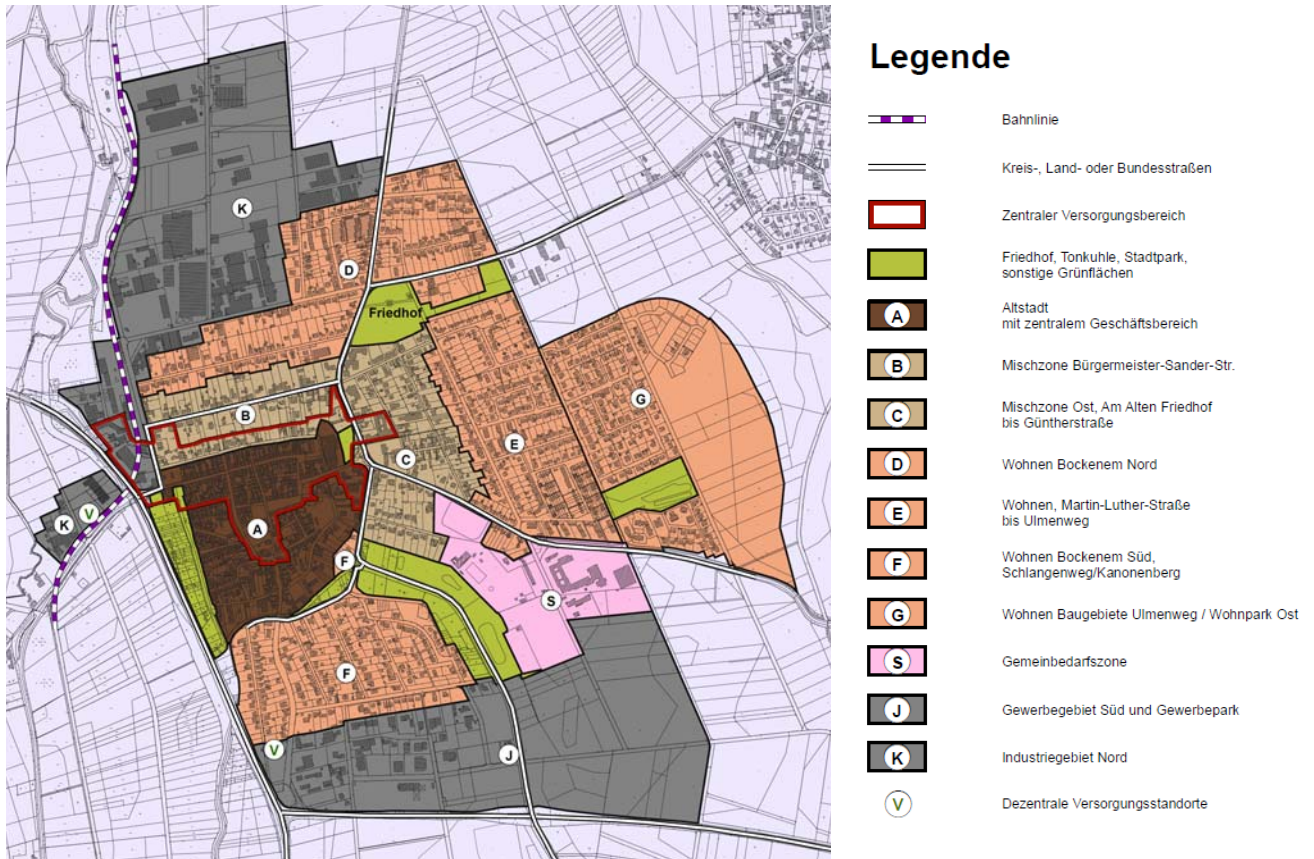 K
D
Friedhof
B
G
C
E
K
V
A
F
S
F
V
J
Legende
Bahnlinie
Kreis-, Land- oder Bundesstraßen
Zentraler Versorgungsbereich
Friedhof, Tonkuhle, Stadtpark,
sonstige Grünflächen
A
Altstadt
mit zentralem Geschäftsbereich
B
Mischzone Bürgermeister-Sander-Str.
C
Mischzone Ost, Am Alten Friedhof
bis Güntherstraße
D
Wohnen Bockenem Nord
E
Wohnen, Martin-Luther-Straße
bis Ulmenweg
F
Wohnen Bockenem Süd,
Schlangenweg/Kanonenberg
G
Wohnen Baugebiete Ulmenweg / Wohnpark Ost
S
Gemeinbedarfszone
J
Gewerbegebiet Süd und Gewerbepark
K
Industriegebiet Nord
V
Dezentrale Versorgungsstandorte